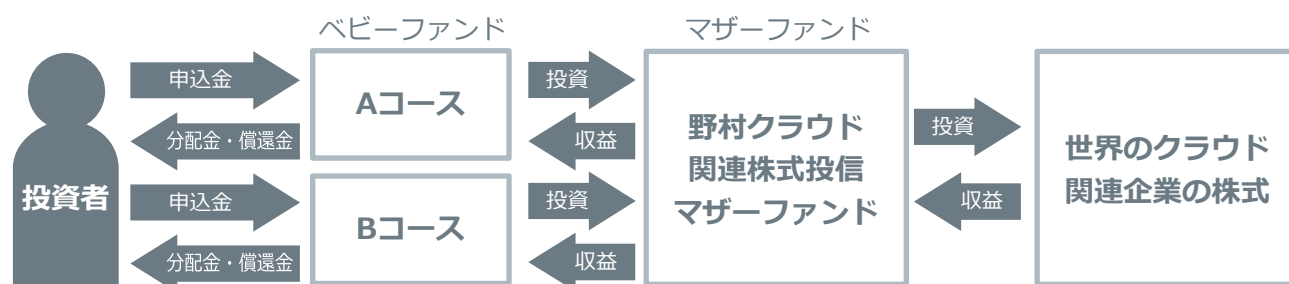 ベビーファンド
マザーファンド
申込金
Aコース
投資
分配金・償還金
収益
投資者
申込金
Bコース
投資
分配金・償還金
収益
野村クラウド
関連株式投信
マザーファンド
投資
収益
世界のクラウド
関連企業の株式